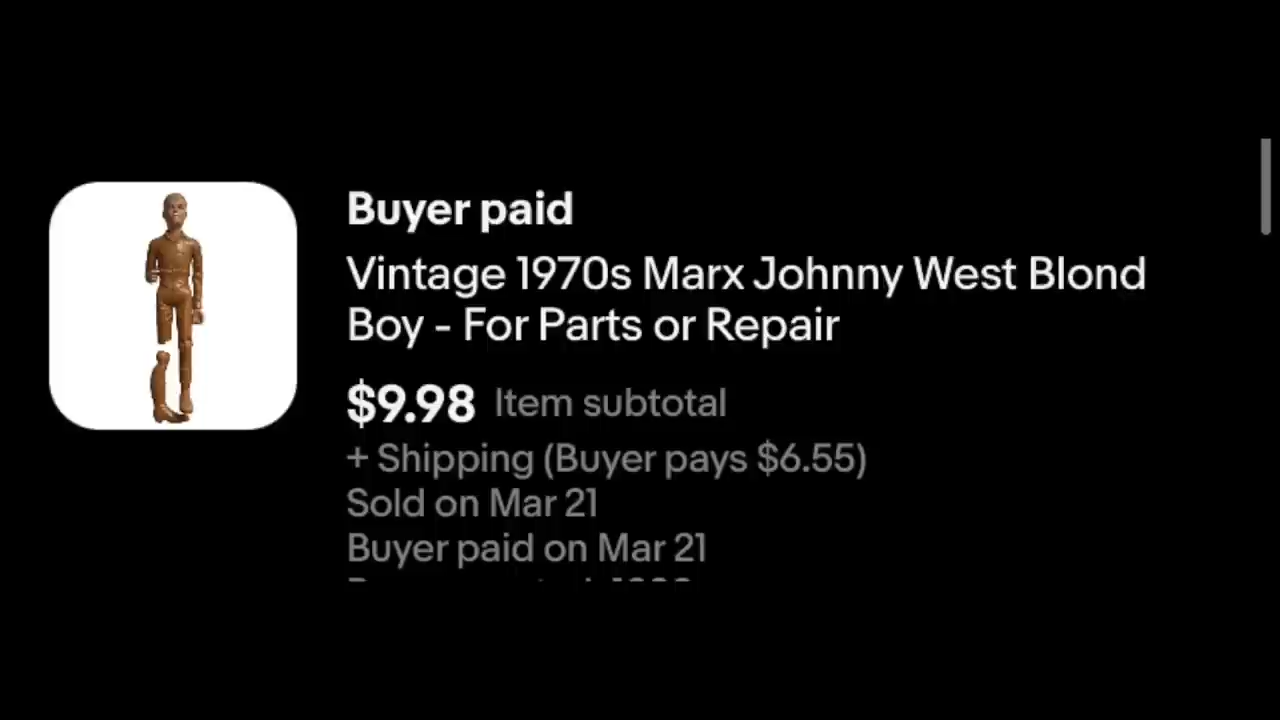 Buyer paid
Vintage 1970s Marx Johnny West Blond
Boy - For Parts or Repair
$9.98 Item subtotal
+ Shipping (Buyer pays $6.55)
Sold on Mar 21
Buyer paid on Mar 21